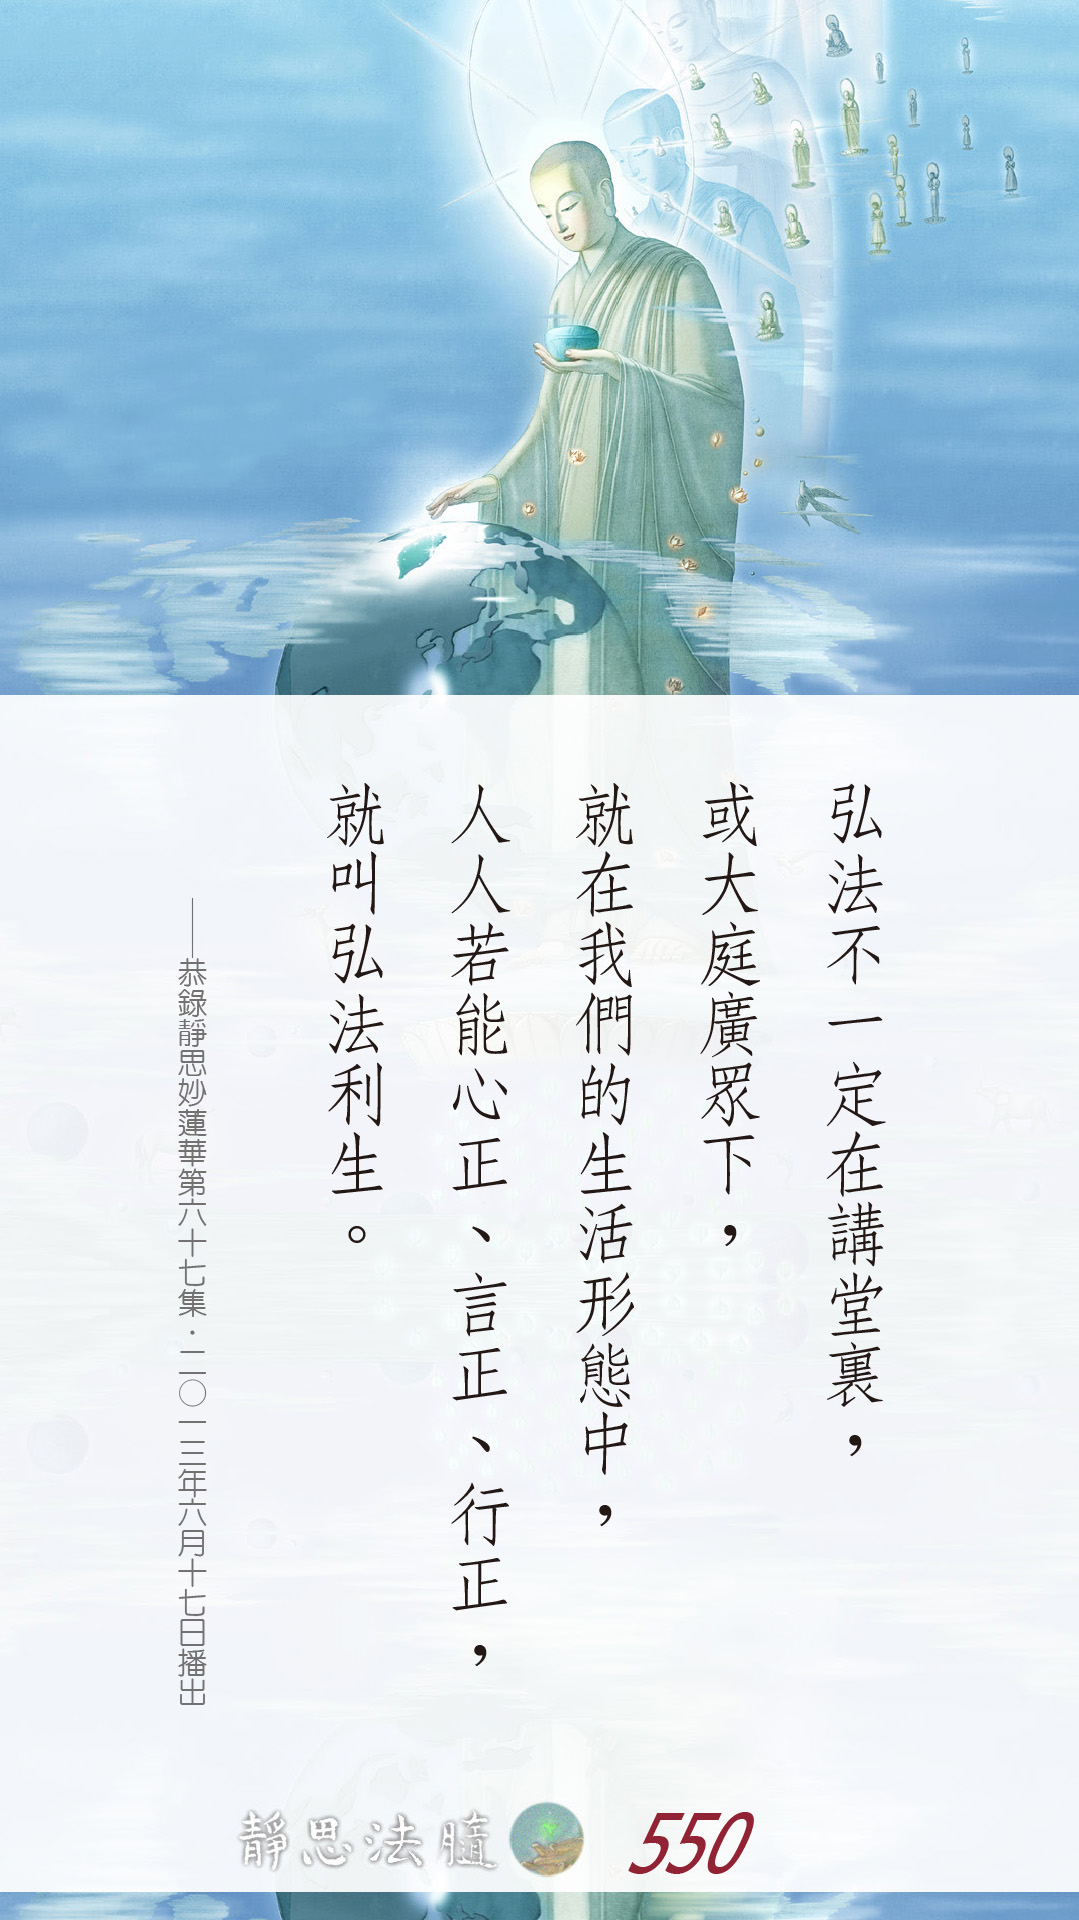 弘法不一定在講堂裏，
或大庭廣眾下，
就在我們的生活形態中，
人人若能心正、言正、行正，
就叫弘法利生。
——恭錄靜思妙蓮華第六十七集·二〇一三年六月十七日播出
靜思法髓 550